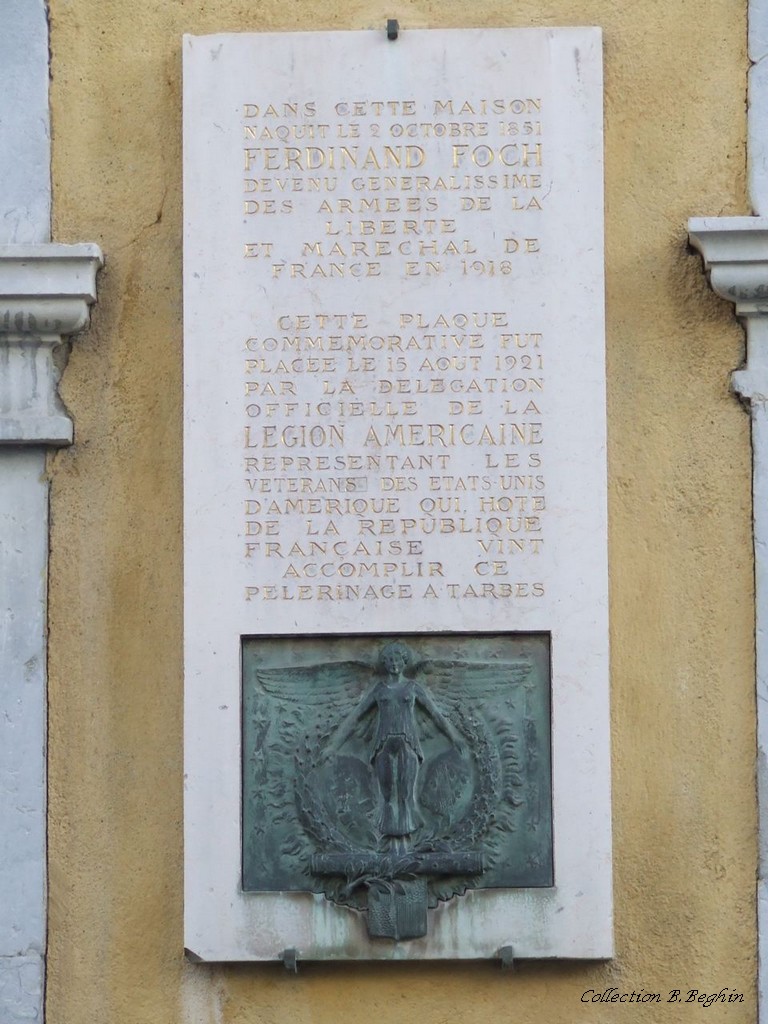 DANS CETTE MAISON
NAQUIT LE 2 OCTOBRE 1851
FERDINAND FOCH
DEVENU GENERALISSIME
DES ARMEES DE LA
LIBERTE
ET MARECHAL DE
FRANCE EN 1918
CETTE PLAQUE
COMMEMORATIVE FUT
PLACEE LE 15 AOUT 1921
PAR LA DELEGATION
OFFICIELLE DE LA
LEGION AMERICAINE
REPRESENTANT LES
VETERANS DES ETATS-UNIS
D'AMERIQUE QUI, HOTE
DE LA REPUBLIQUE
FRANÇAISE VINT
ACCOMPLIR CE
PELERINAGE A TARBES
Collection B.Beghin